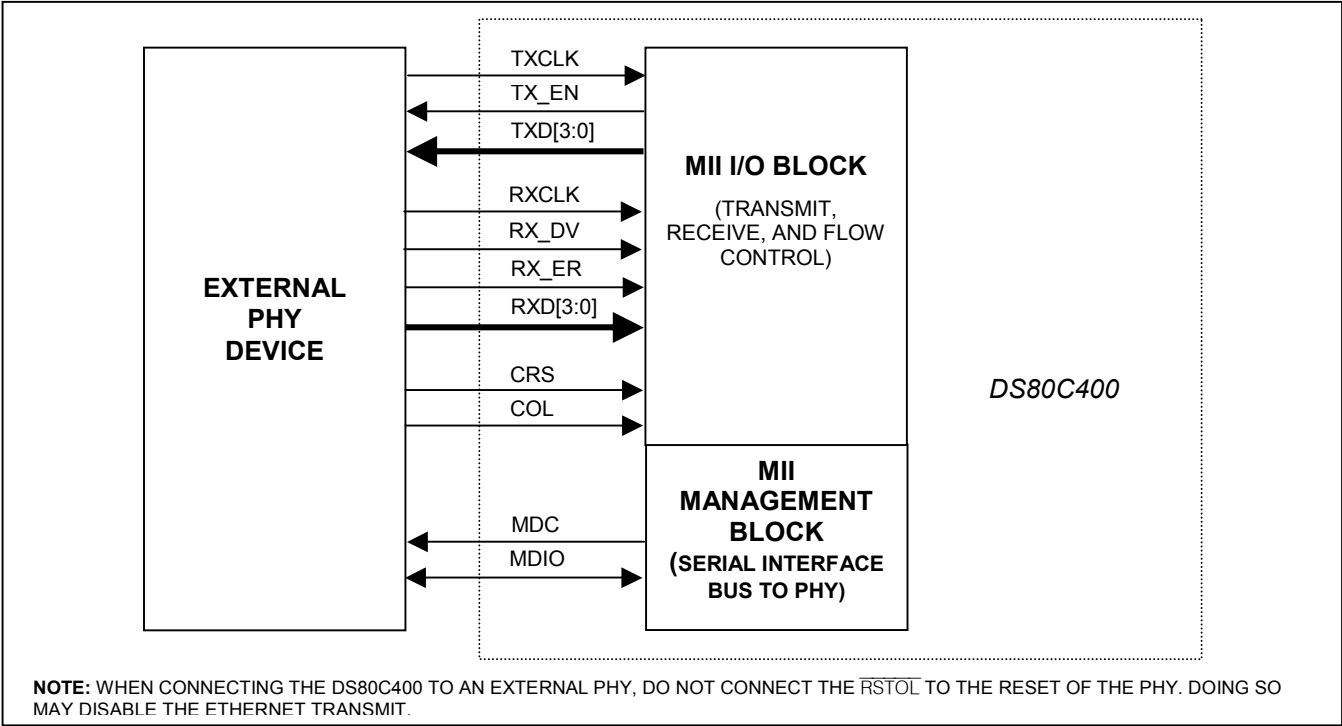 TXCLK
TX_EN
TXD[3:0]
MII I/O BLOCK
(TRANSMIT,
RECEIVE, AND FLOW
CONTROL)
RXCLK
RX_DV
RX_ER
RXD[3:0]
EXTERNAL
PHY
DEVICE
CRS
COL
DS80C400
MII
MANAGEMENT
BLOCK
(SERIAL INTERFACE
BUS TO PHY)
MDC
MDIO
NOTE: WHEN CONNECTING THE DS80C400 TO AN EXTERNAL PHY, DO NOT CONNECT THE RSTOL TO THE RESET OF THE PHY. DOING SO
MAY DISABLE THE ETHERNET TRANSMIT.